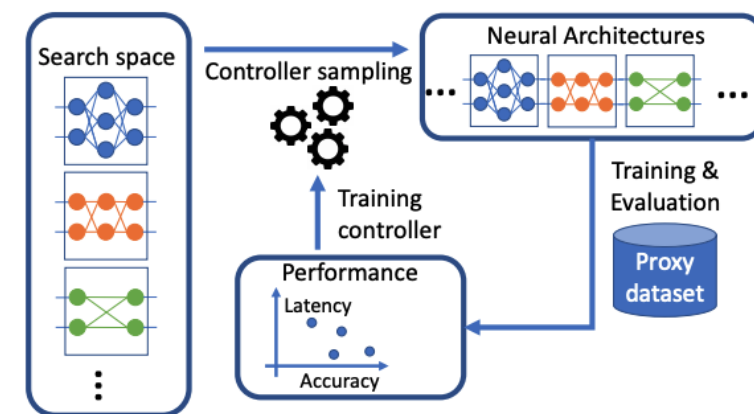 Search space
Controller sampling
Neural Architectures
...
...
Training &
Evaluation
Proxy
dataset
Training
controller
Performance
Latency
Accuracy